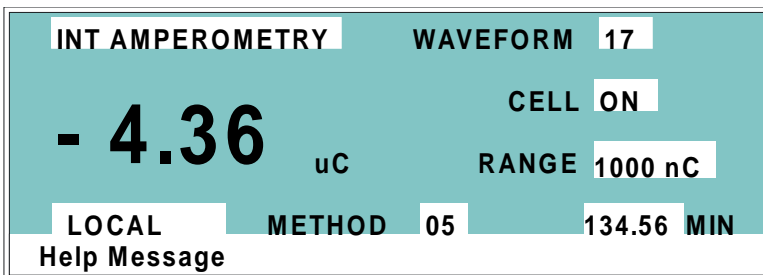 INT AMPEROMETRY WAVEFORM 17
CELL ON
- 4.36 uC RANGE 1000 nC
LOCAL METHOD 05 134.56 MIN
Help Message